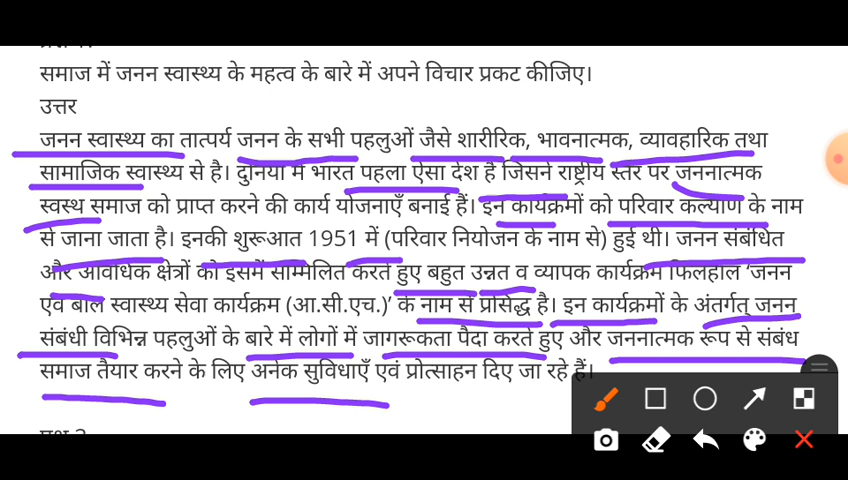 समाज में जनन स्वास्थ्य के महत्व के बारे में अपने विचार प्रकट कीजिए।
उत्तर
जनन स्वास्थ्य का तात्पर्य जनन के सभी पहलुओं जैसे शारीरिक, भावनात्मक, व्यावहारिक तथा
सामाजिक स्वास्थ्य से है। दुनिया में भारत पहला ऐसा देश है जिसने राष्ट्रीय स्तर पर जननात्मक
स्वस्थ समाज को प्राप्त करने की कार्य योजनाएँ बनाई हैं। इन कार्यक्रमों को परिवार कल्याण के नाम
से जाना जाता है। इनकी शुरूआत 1951 में (परिवार नियोजन के नाम से) हुई थी। जनन संबंधित
और आवधिक क्षेत्रों को इसमें सम्मिलित करते हुए बहुत उन्नत व व्यापक कार्यक्रम फिलहाल ‘जनन
एवं बाल स्वास्थ्य सेवा कार्यक्रम (आ.सी.एच.)’ के नाम से प्रसिद्ध है। इन कार्यक्रमों के अंतर्गत् जनन
संबंधी विभिन्न पहलुओं के बारे में लोगों में जागरूकता पैदा करते हुए और जननात्मक रूप से संबंध
समाज तैयार करने के लिए अनेक सुविधाएँ एवं प्रोत्साहन दिए जा रहे हैं।